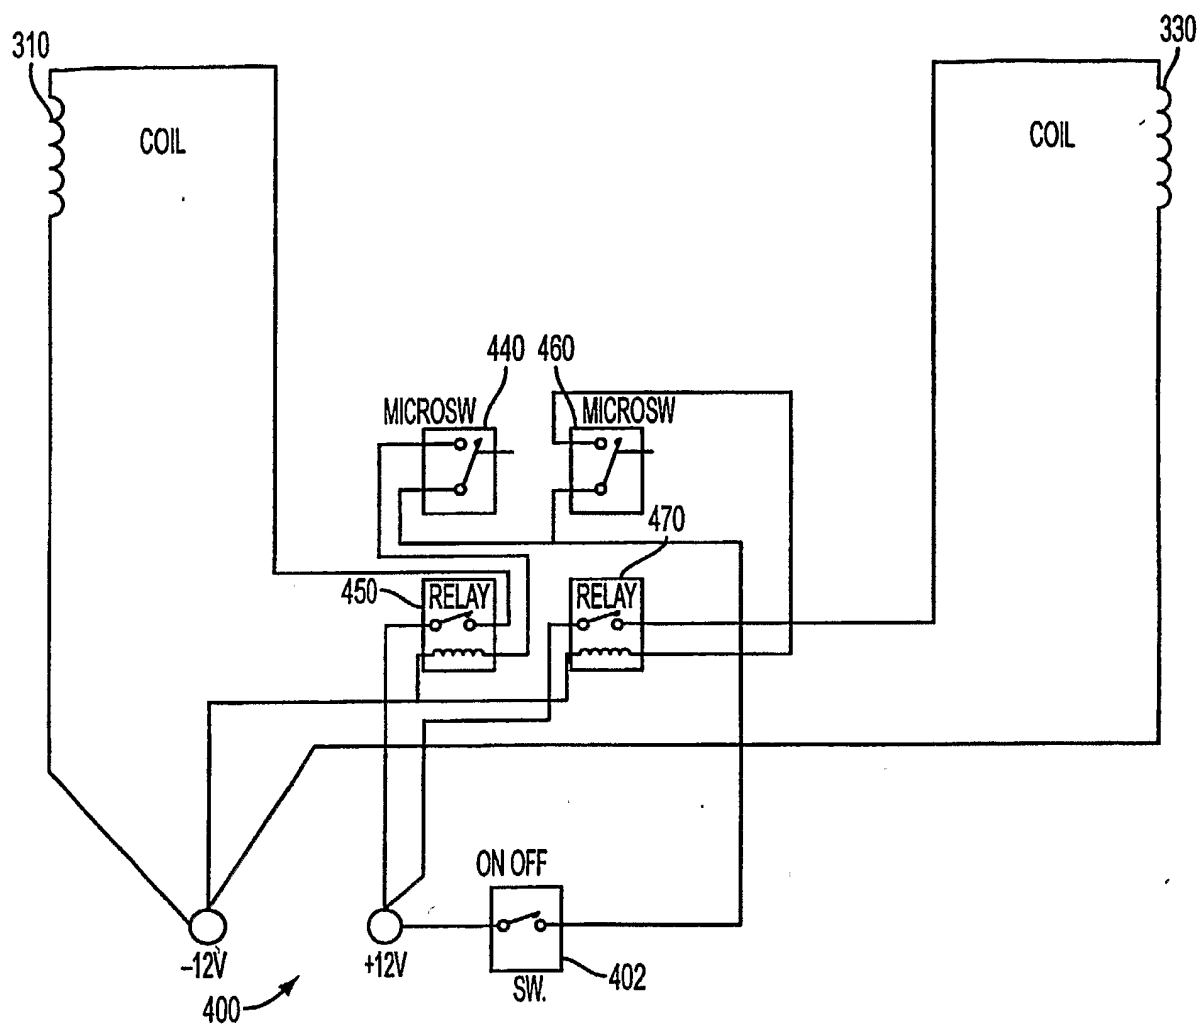 310
330
COIL
COIL
440 460
MICROSW
MICROSW
470
450
RELAY
RELAY
ON OFF
–12V
+12V
402
SW.
400